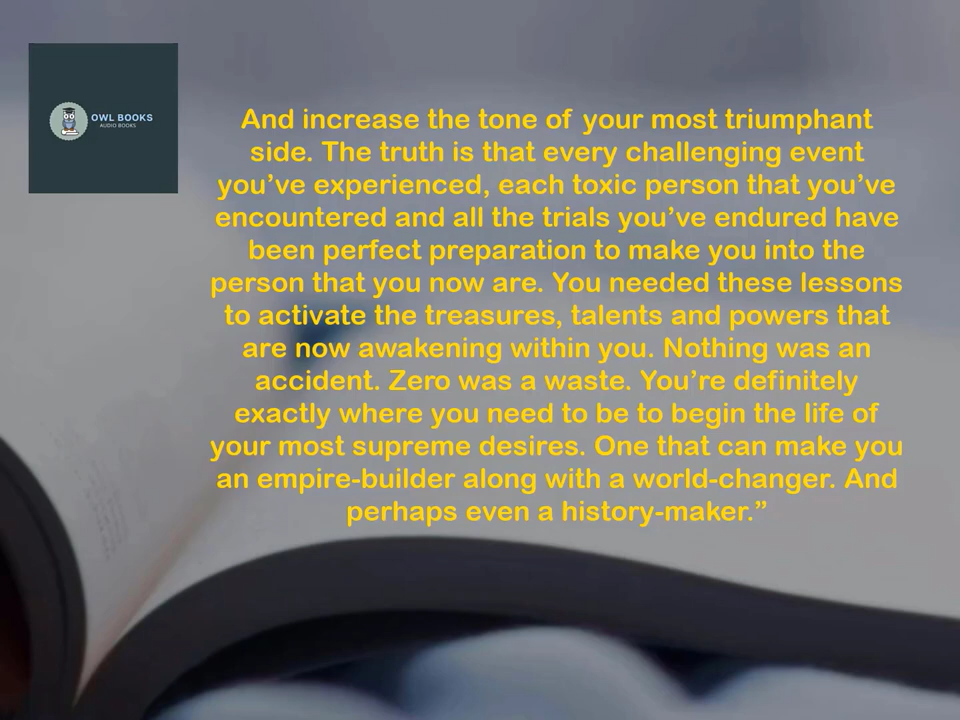 OWL BOOKS
AUDIO BOOKS
And increase the tone of your most triumphant
side. The truth is that every challenging event
you’ve experienced, each toxic person that you’ve
encountered and all the trials you’ve endured have
been perfect preparation to make you into the
person that you now are. You needed these lessons
to activate the treasures, talents and powers that
are now awakening within you. Nothing was an
accident. Zero was a waste. You’re definitely
exactly where you need to be to begin the life of
your most supreme desires. One that can make you
an empire-builder along with a world-changer. And
perhaps even a history-maker.”